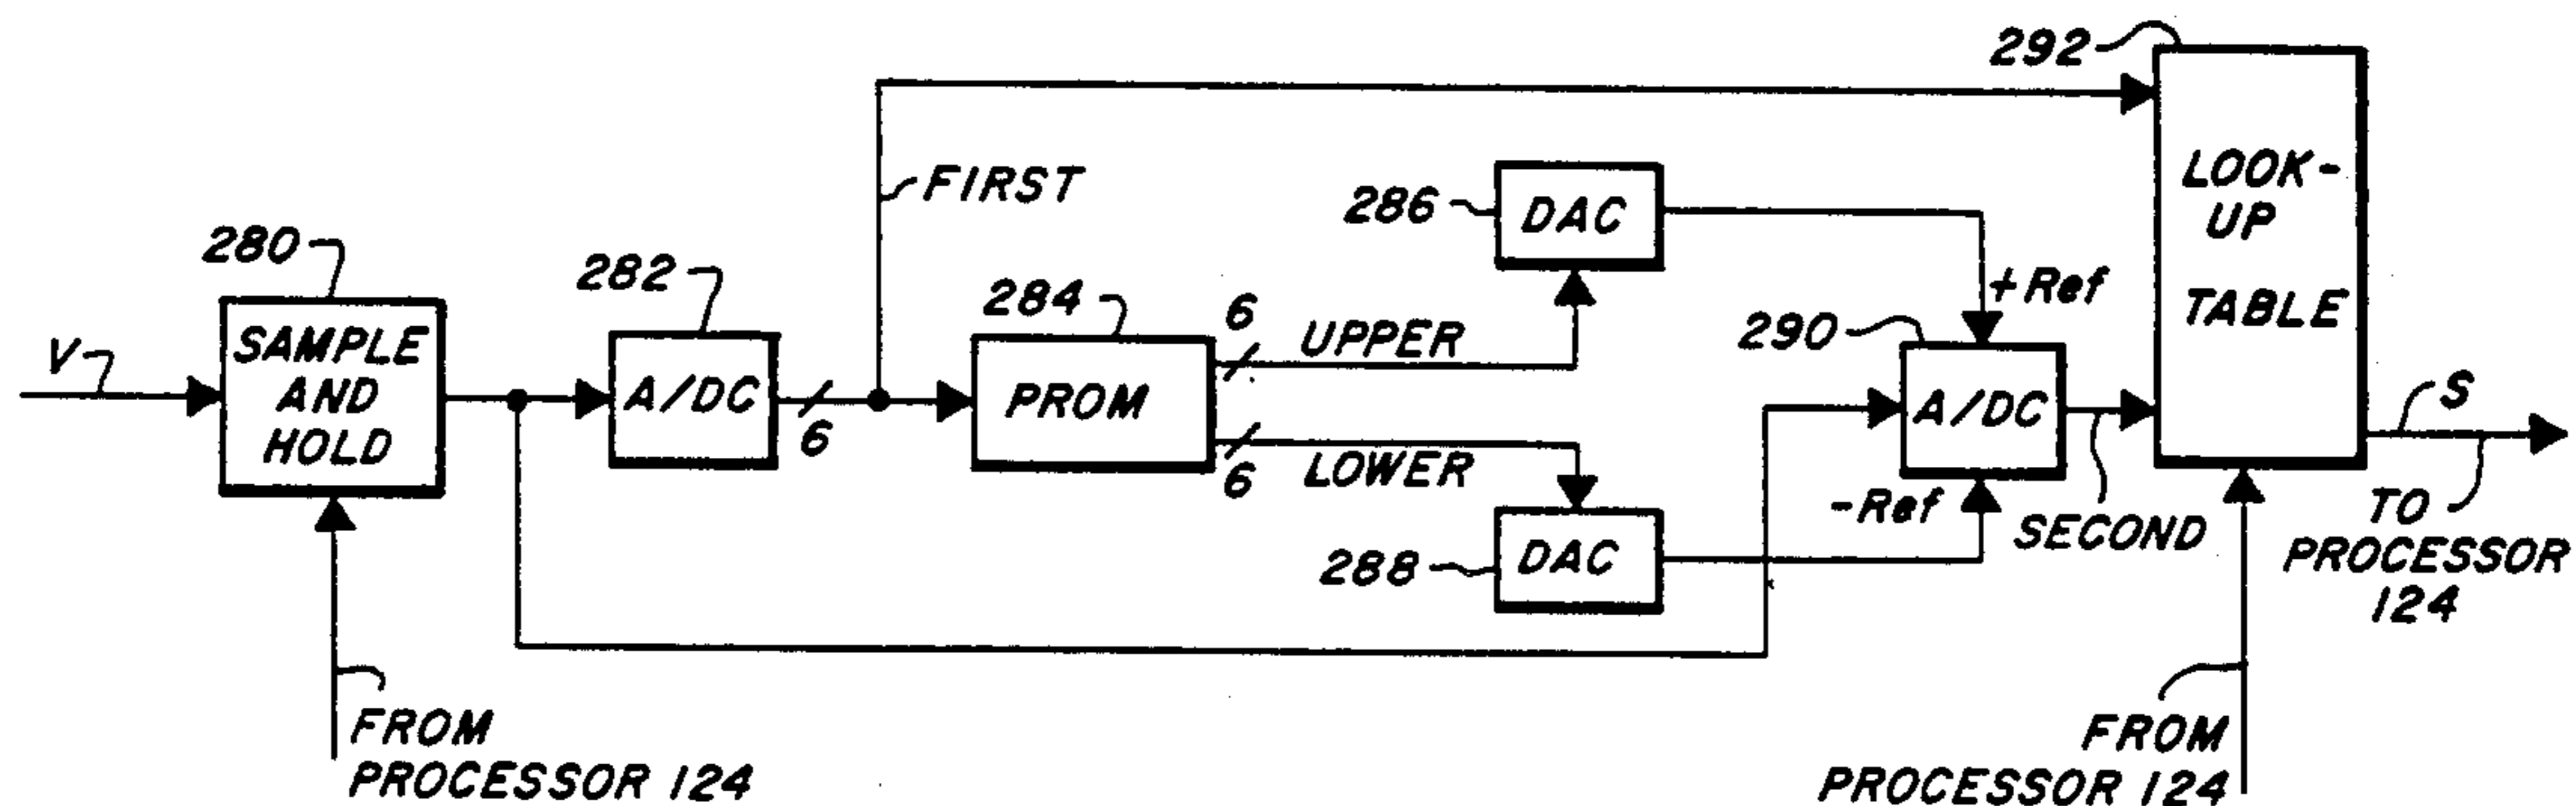 292
LOOK-
UP
TABLE
FIRST
286
DAC
280
SAMPLE
AND
HOLD
V
282
A/DC
6
284
PROM
6
UPPER
6
LOWER
+Ref
290
A/DC
-Ref
288
DAC
SECOND
S
TO
PROCESSOR
124
FROM
PROCESSOR 124
FROM
PROCESSOR 124